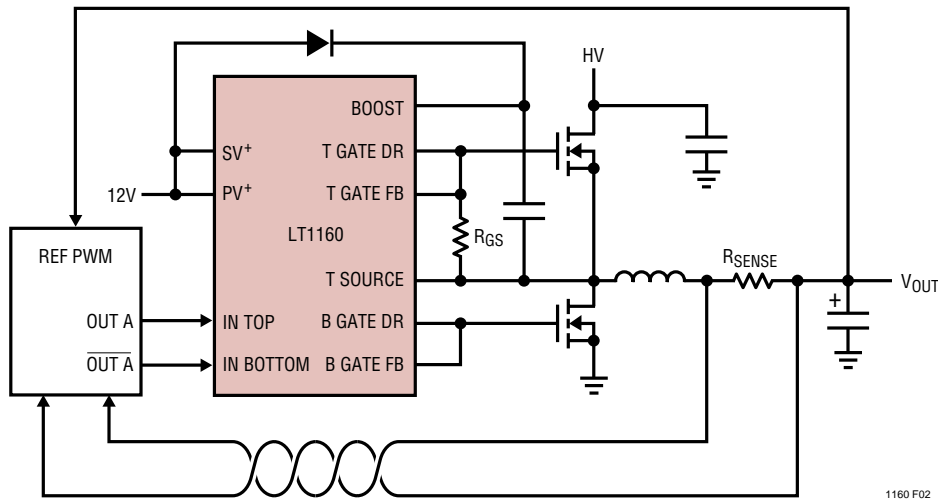 HV
BOOST
SV+
T GATE DR
12V
PV+
T GATE FB
LT1160
RGS
REF PWM
T SOURCE
RSENSE
VOUT
+
OUT A
IN TOP
B GATE DR
OUT A
IN BOTTOM
B GATE FB
1160 F02